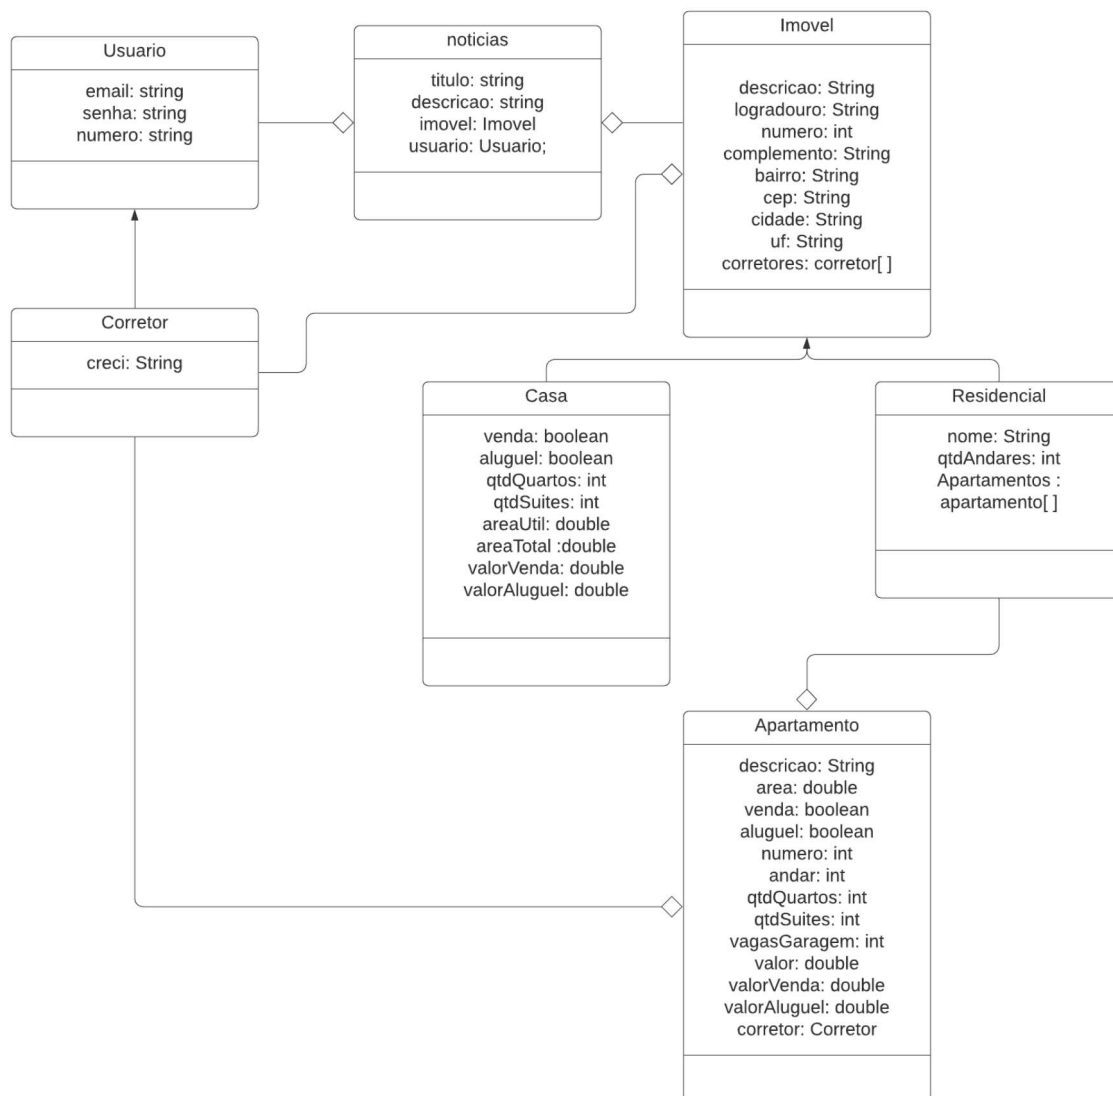 Usuario
email: string
senha: string
numero: string
noticias
titulo: string
descricao: string
imovel: Imovel
usuario: Usuario;
Imovel
descricao: String
logradouro: String
numero: int
complemento: String
bairro: String
cep: String
cidade: String
uf: String
corretores: corretor[ ]
Corretor
creci: String
Casa
venda: boolean
aluguel: boolean
qtdQuartos: int
qtdSuites: int
areaUtil: double
areaTotal :double
valorVenda: double
valorAluguel: double
Residencial
nome: String
qtdAndares: int
Apartamentos :
apartamento[ ]
Apartamento
descricao: String
area: double
venda: boolean
aluguel: boolean
numero: int
andar: int
qtdQuartos: int
qtdSuites: int
vagasGaragem: int
valor: double
valorVenda: double
valorAluguel: double
corretor: Corretor